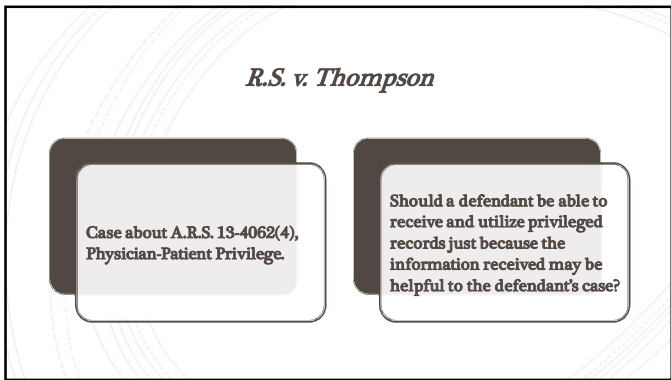 R.S. v. Thompson
Case about A.R.S. 13-4062(4),
Physician-Patient Privilege.
Should a defendant be able to
receive and utilize privileged
records just because the
information received may be
helpful to the defendant's case?